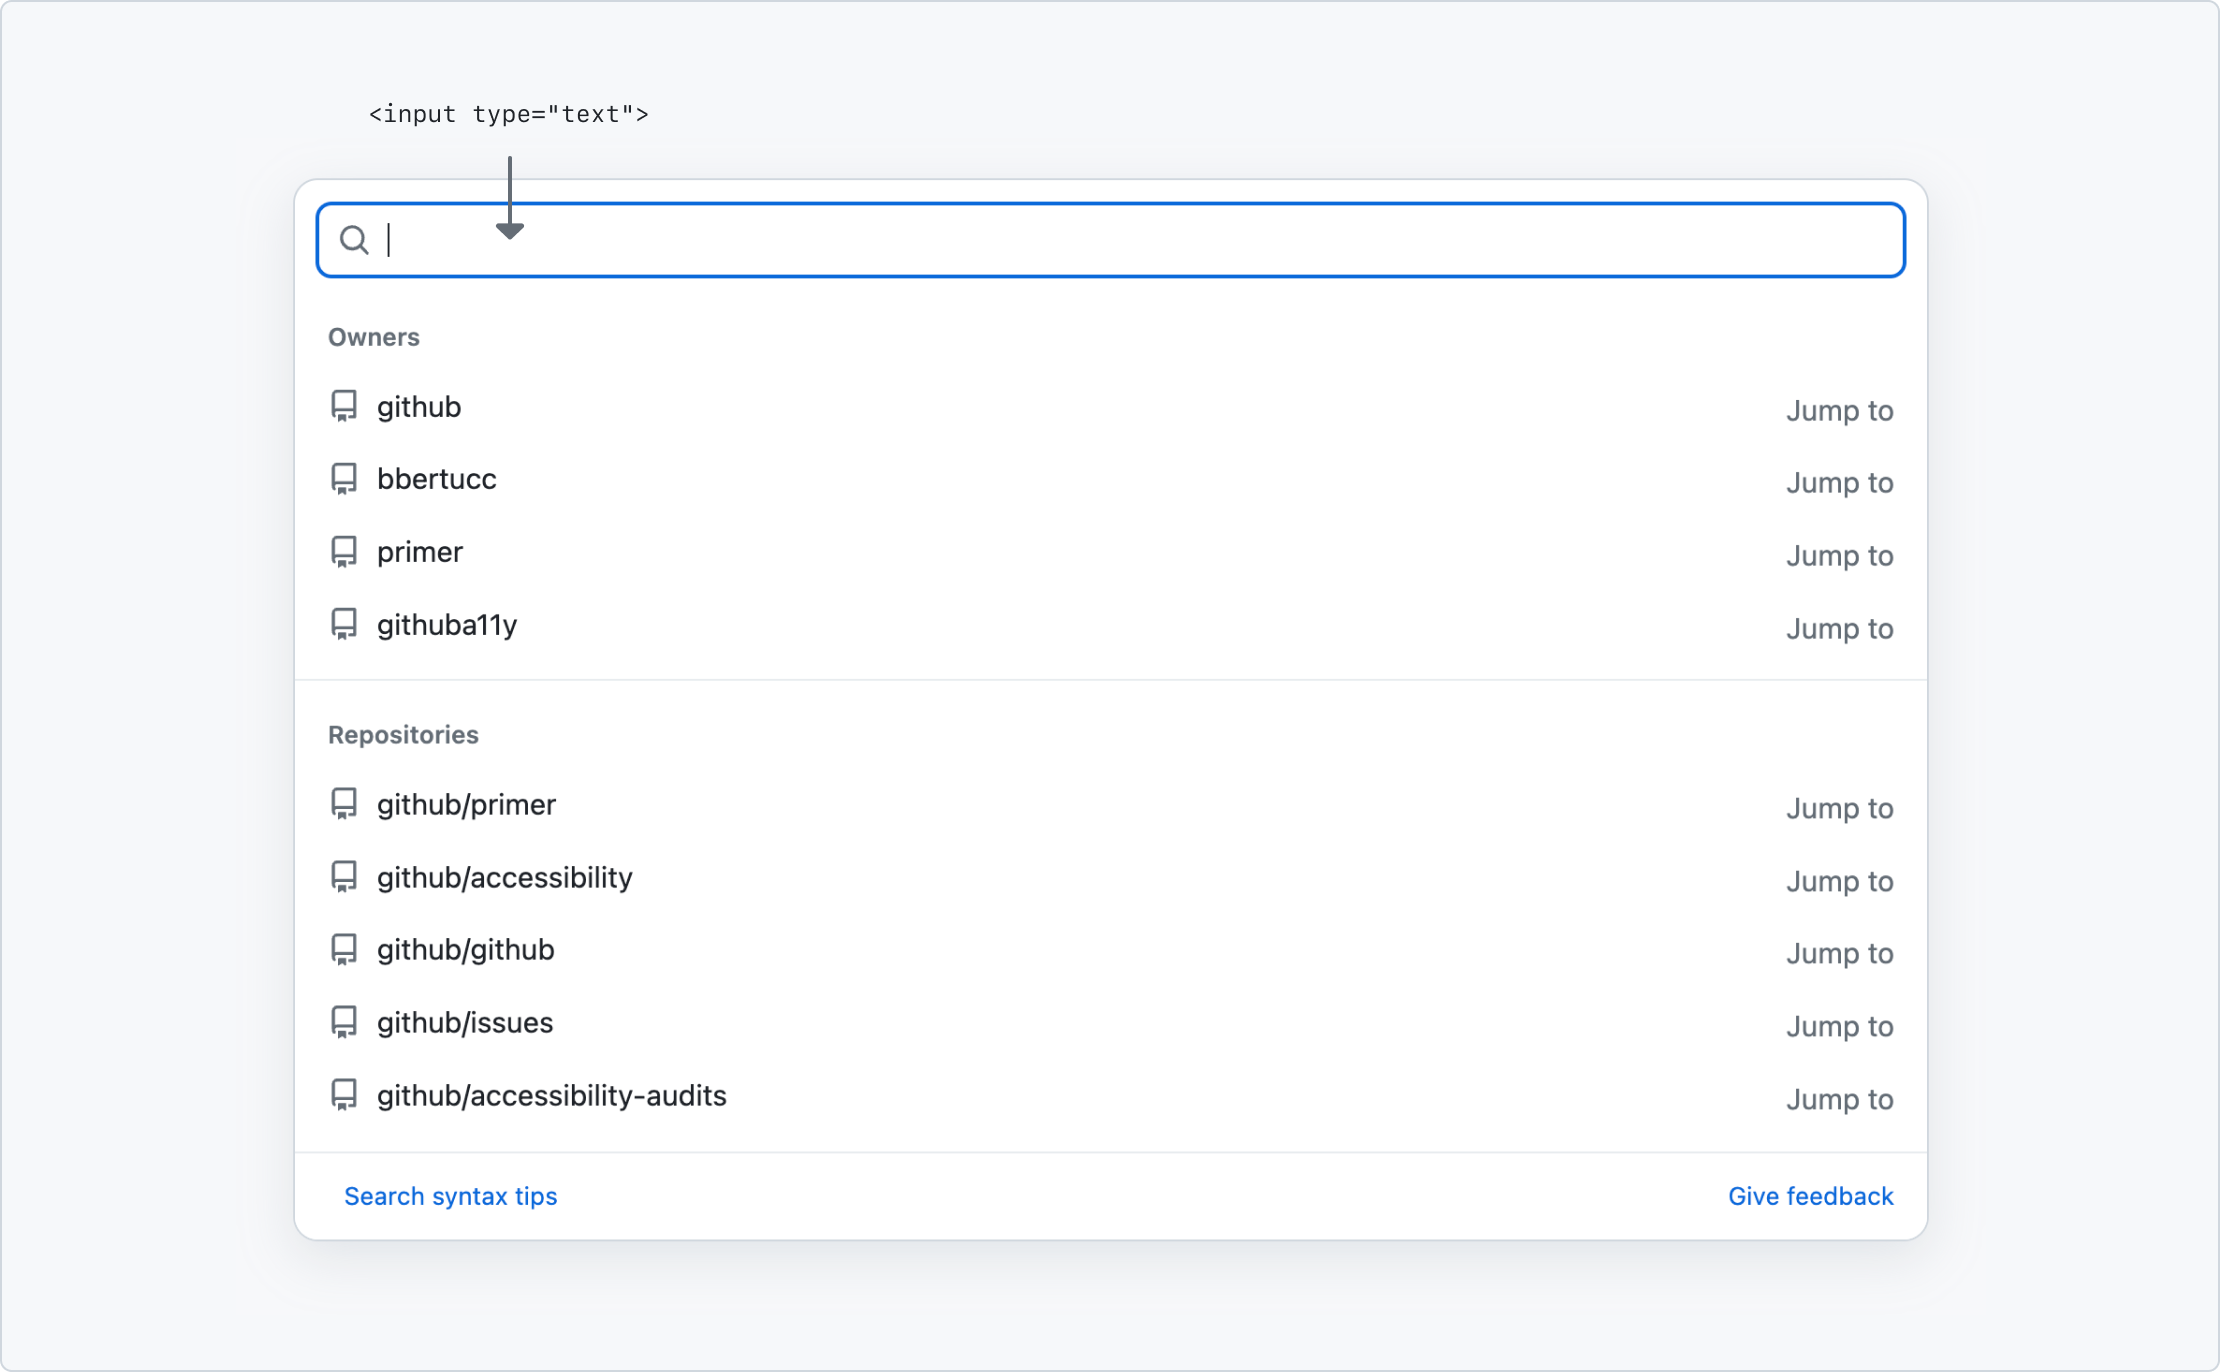 <input type="text">
Owners
github Jump to
bbertucc Jump to
primer Jump to
githuba11y Jump to
Repositories
github/primer Jump to
github/accessibility Jump to
github/github Jump to
github/issues Jump to
github/accessibility-audits Jump to
Search syntax tips Give feedback